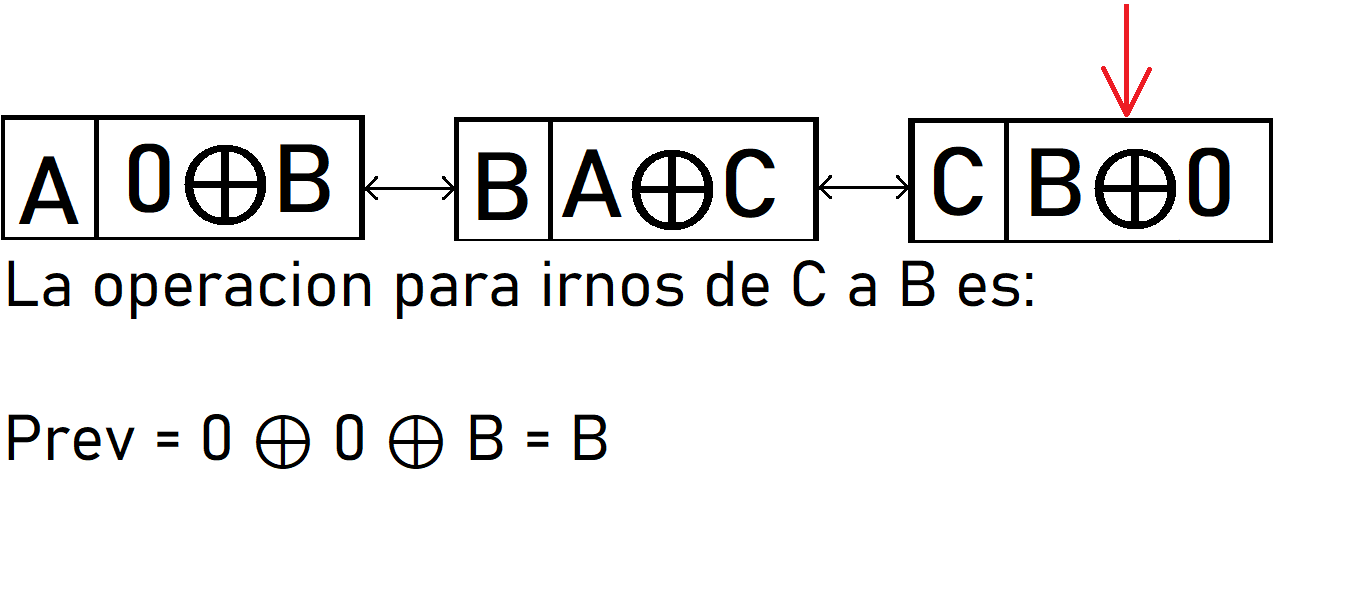 A 0⊕B B A⊕C C B⊕0
La operacion para irnos de C a B es:
Prev = 0 ⊕ 0 ⊕ B = B